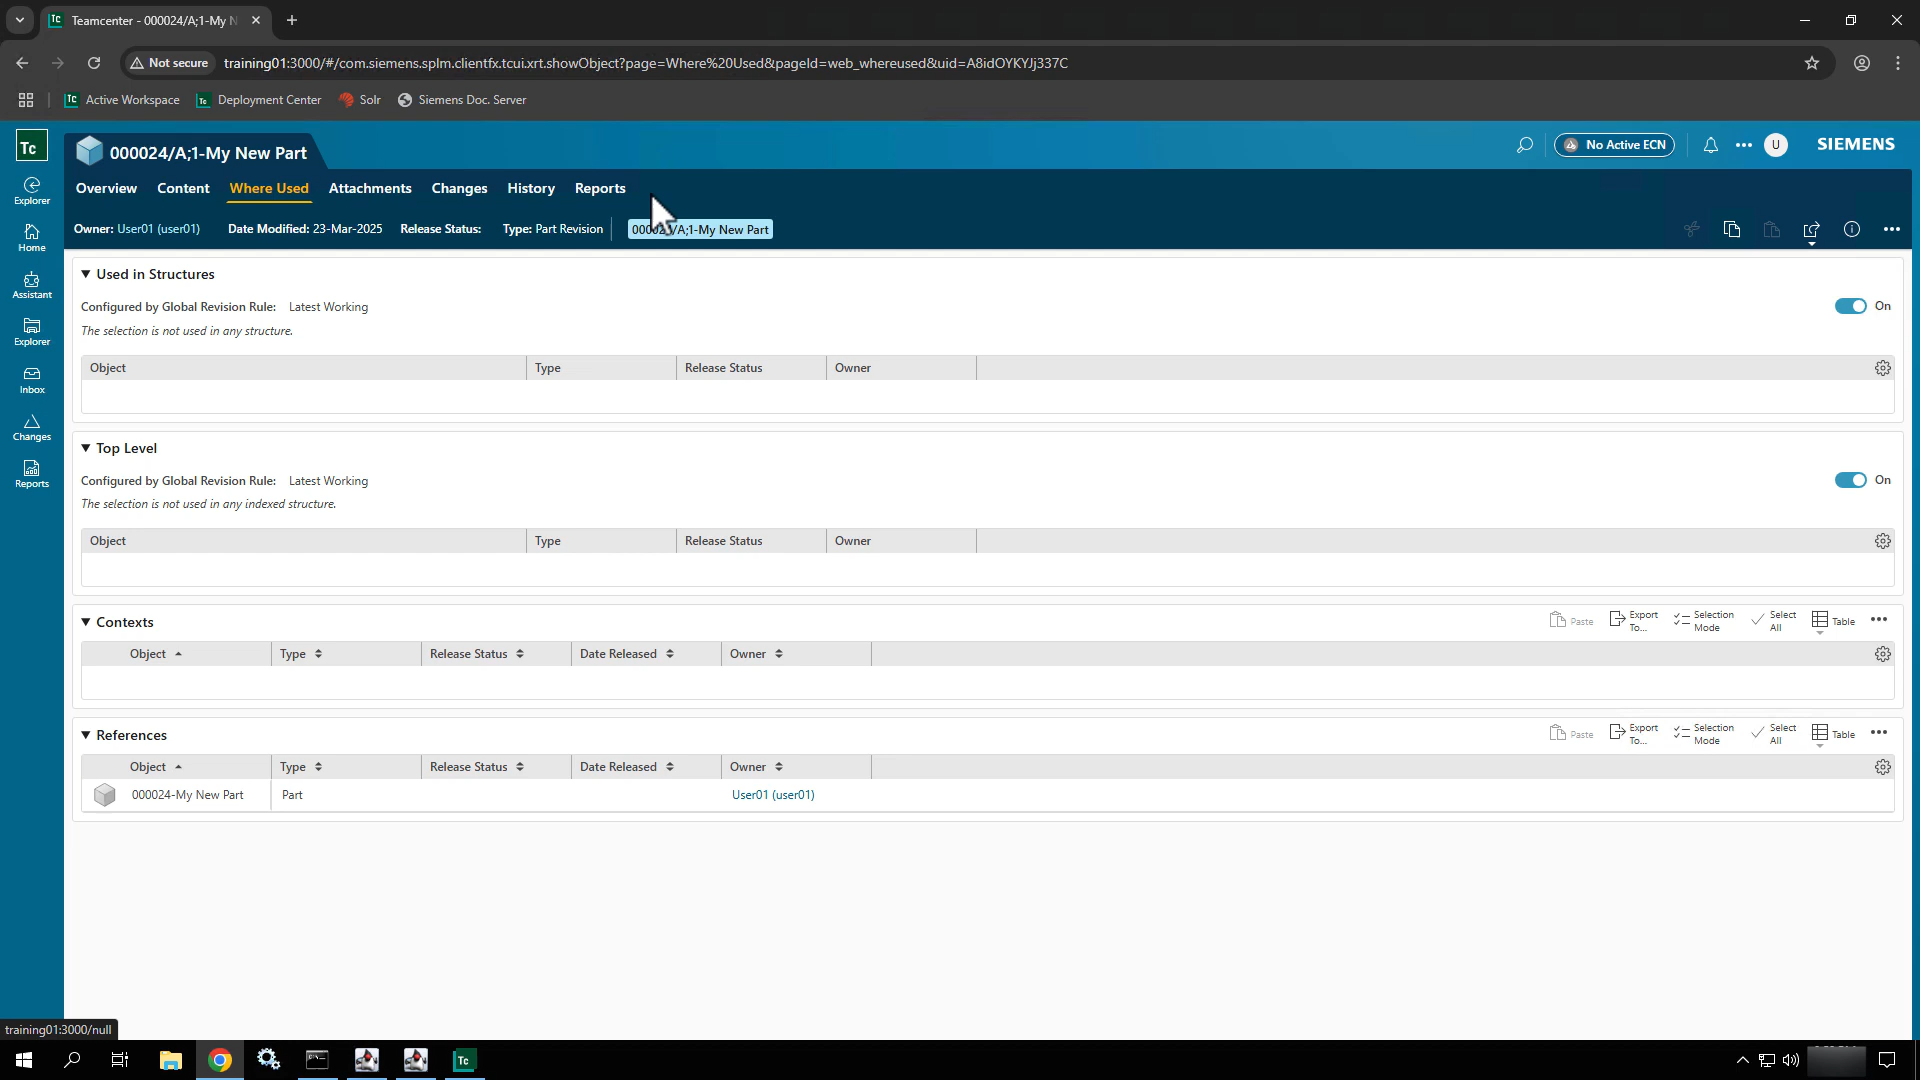 Teamcenter - 000024/A;1-My N
Not secure
training01:3000/#/com.siemens.splm.clientfx.tcui.xrt.showObject?page=Where%20Used&pageId=web_whereused&uid=A8idOYKYJj337C
Active Workspace
Deployment Center
Solr
Siemens Doc. Server
Tc
000024/A;1-My New Part
No Active ECN
U
SIEMENS
Overview
Content
Where Used
Attachments
Changes
History
Reports
Owner: User01 (user01)
Date Modified: 23-Mar-2025
Release Status:
Type: Part Revision
/A;1-My New Part
Explorer
Home
Assistant
Explorer
Inbox
Changes
Reports
Used in Structures
Configured by Global Revision Rule: Latest Working
On
The selection is not used in any structure.
Object Type Release Status Owner
Top Level
Configured by Global Revision Rule: Latest Working
On
The selection is not used in any indexed structure.
Object Type Release Status Owner
Contexts
Paste
Export To...
Selection Mode
Select All
Table
Object Type Release Status Date Released Owner
References
Paste
Export To...
Selection Mode
Select All
Table
Object Type Release Status Date Released Owner
000024-My New Part Part User01 (user01)
training01:3000/null
Tc